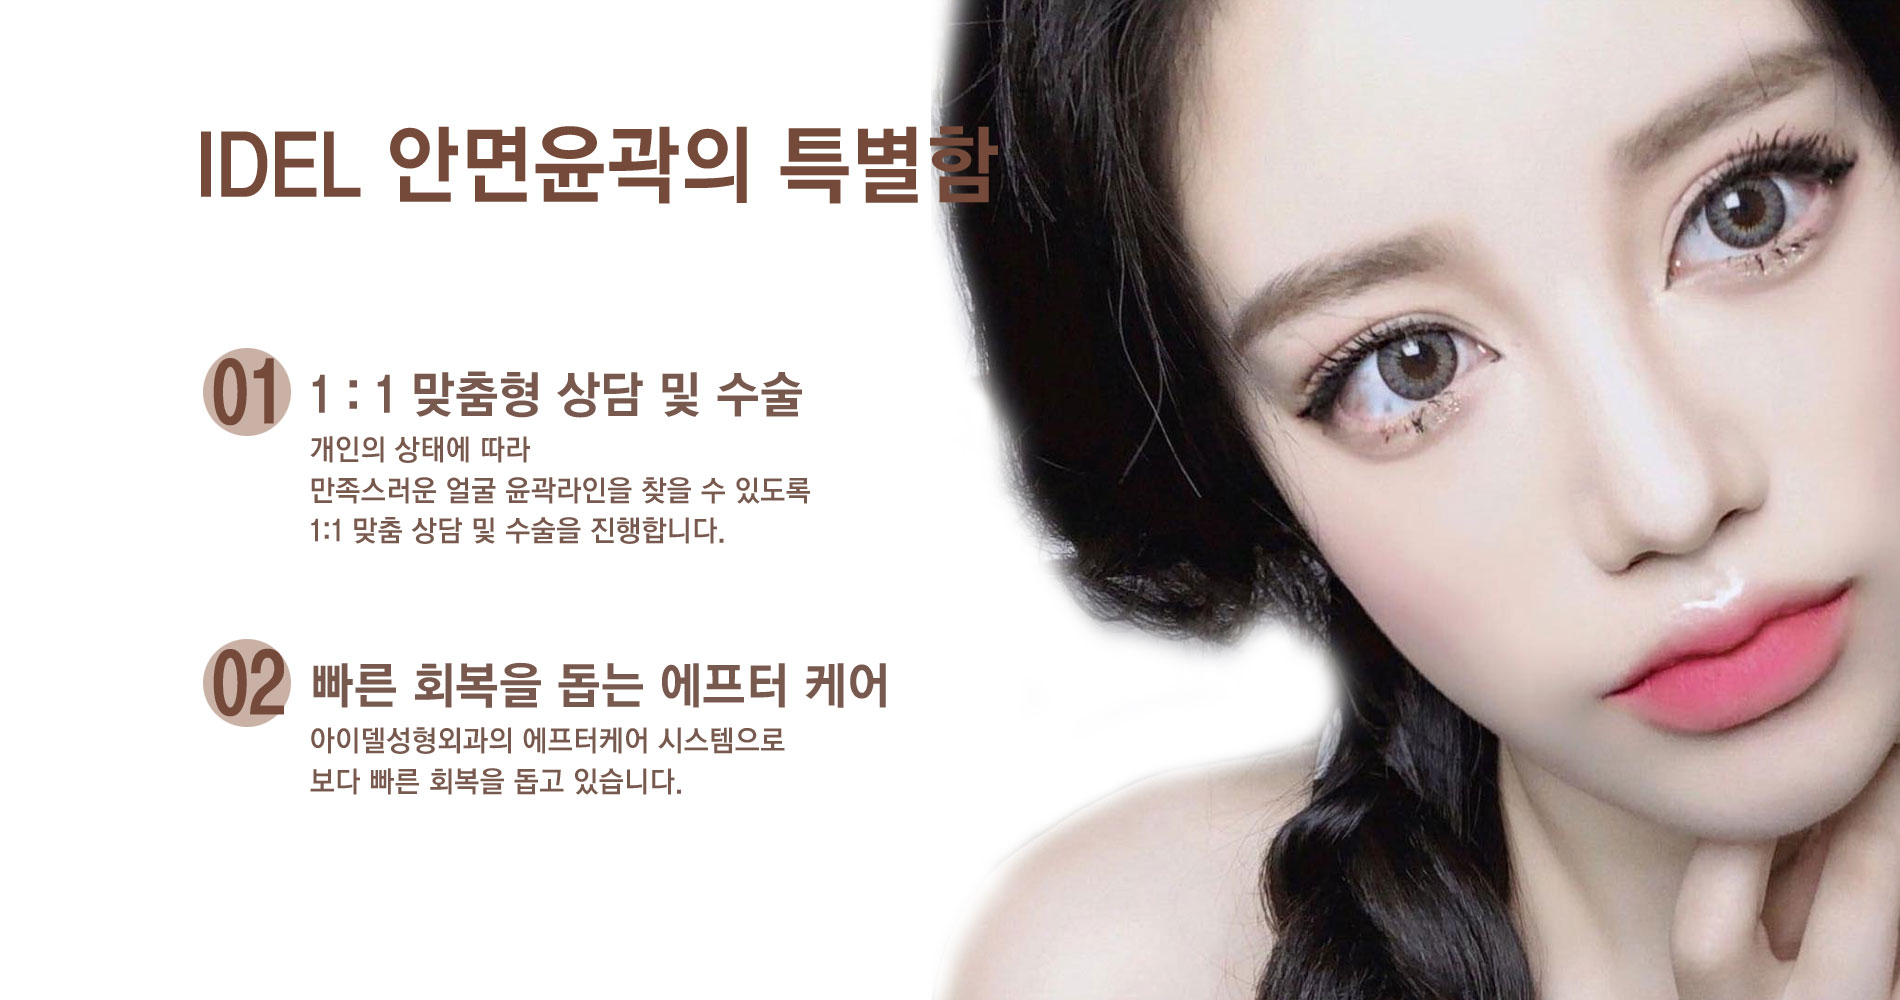 IDEL 안면윤곽의 특별함
01
1 : 1 맞춤형 상담 및 수술
개인의 상태에 따라
만족스러운 얼굴 윤곽라인을 찾을 수 있도록
1:1 맞춤 상담 및 수술을 진행합니다.
02
빠른 회복을 돕는 에프터 케어
아이델성형외과의 에프터케어 시스템으로
보다 빠른 회복을 돕고 있습니다.